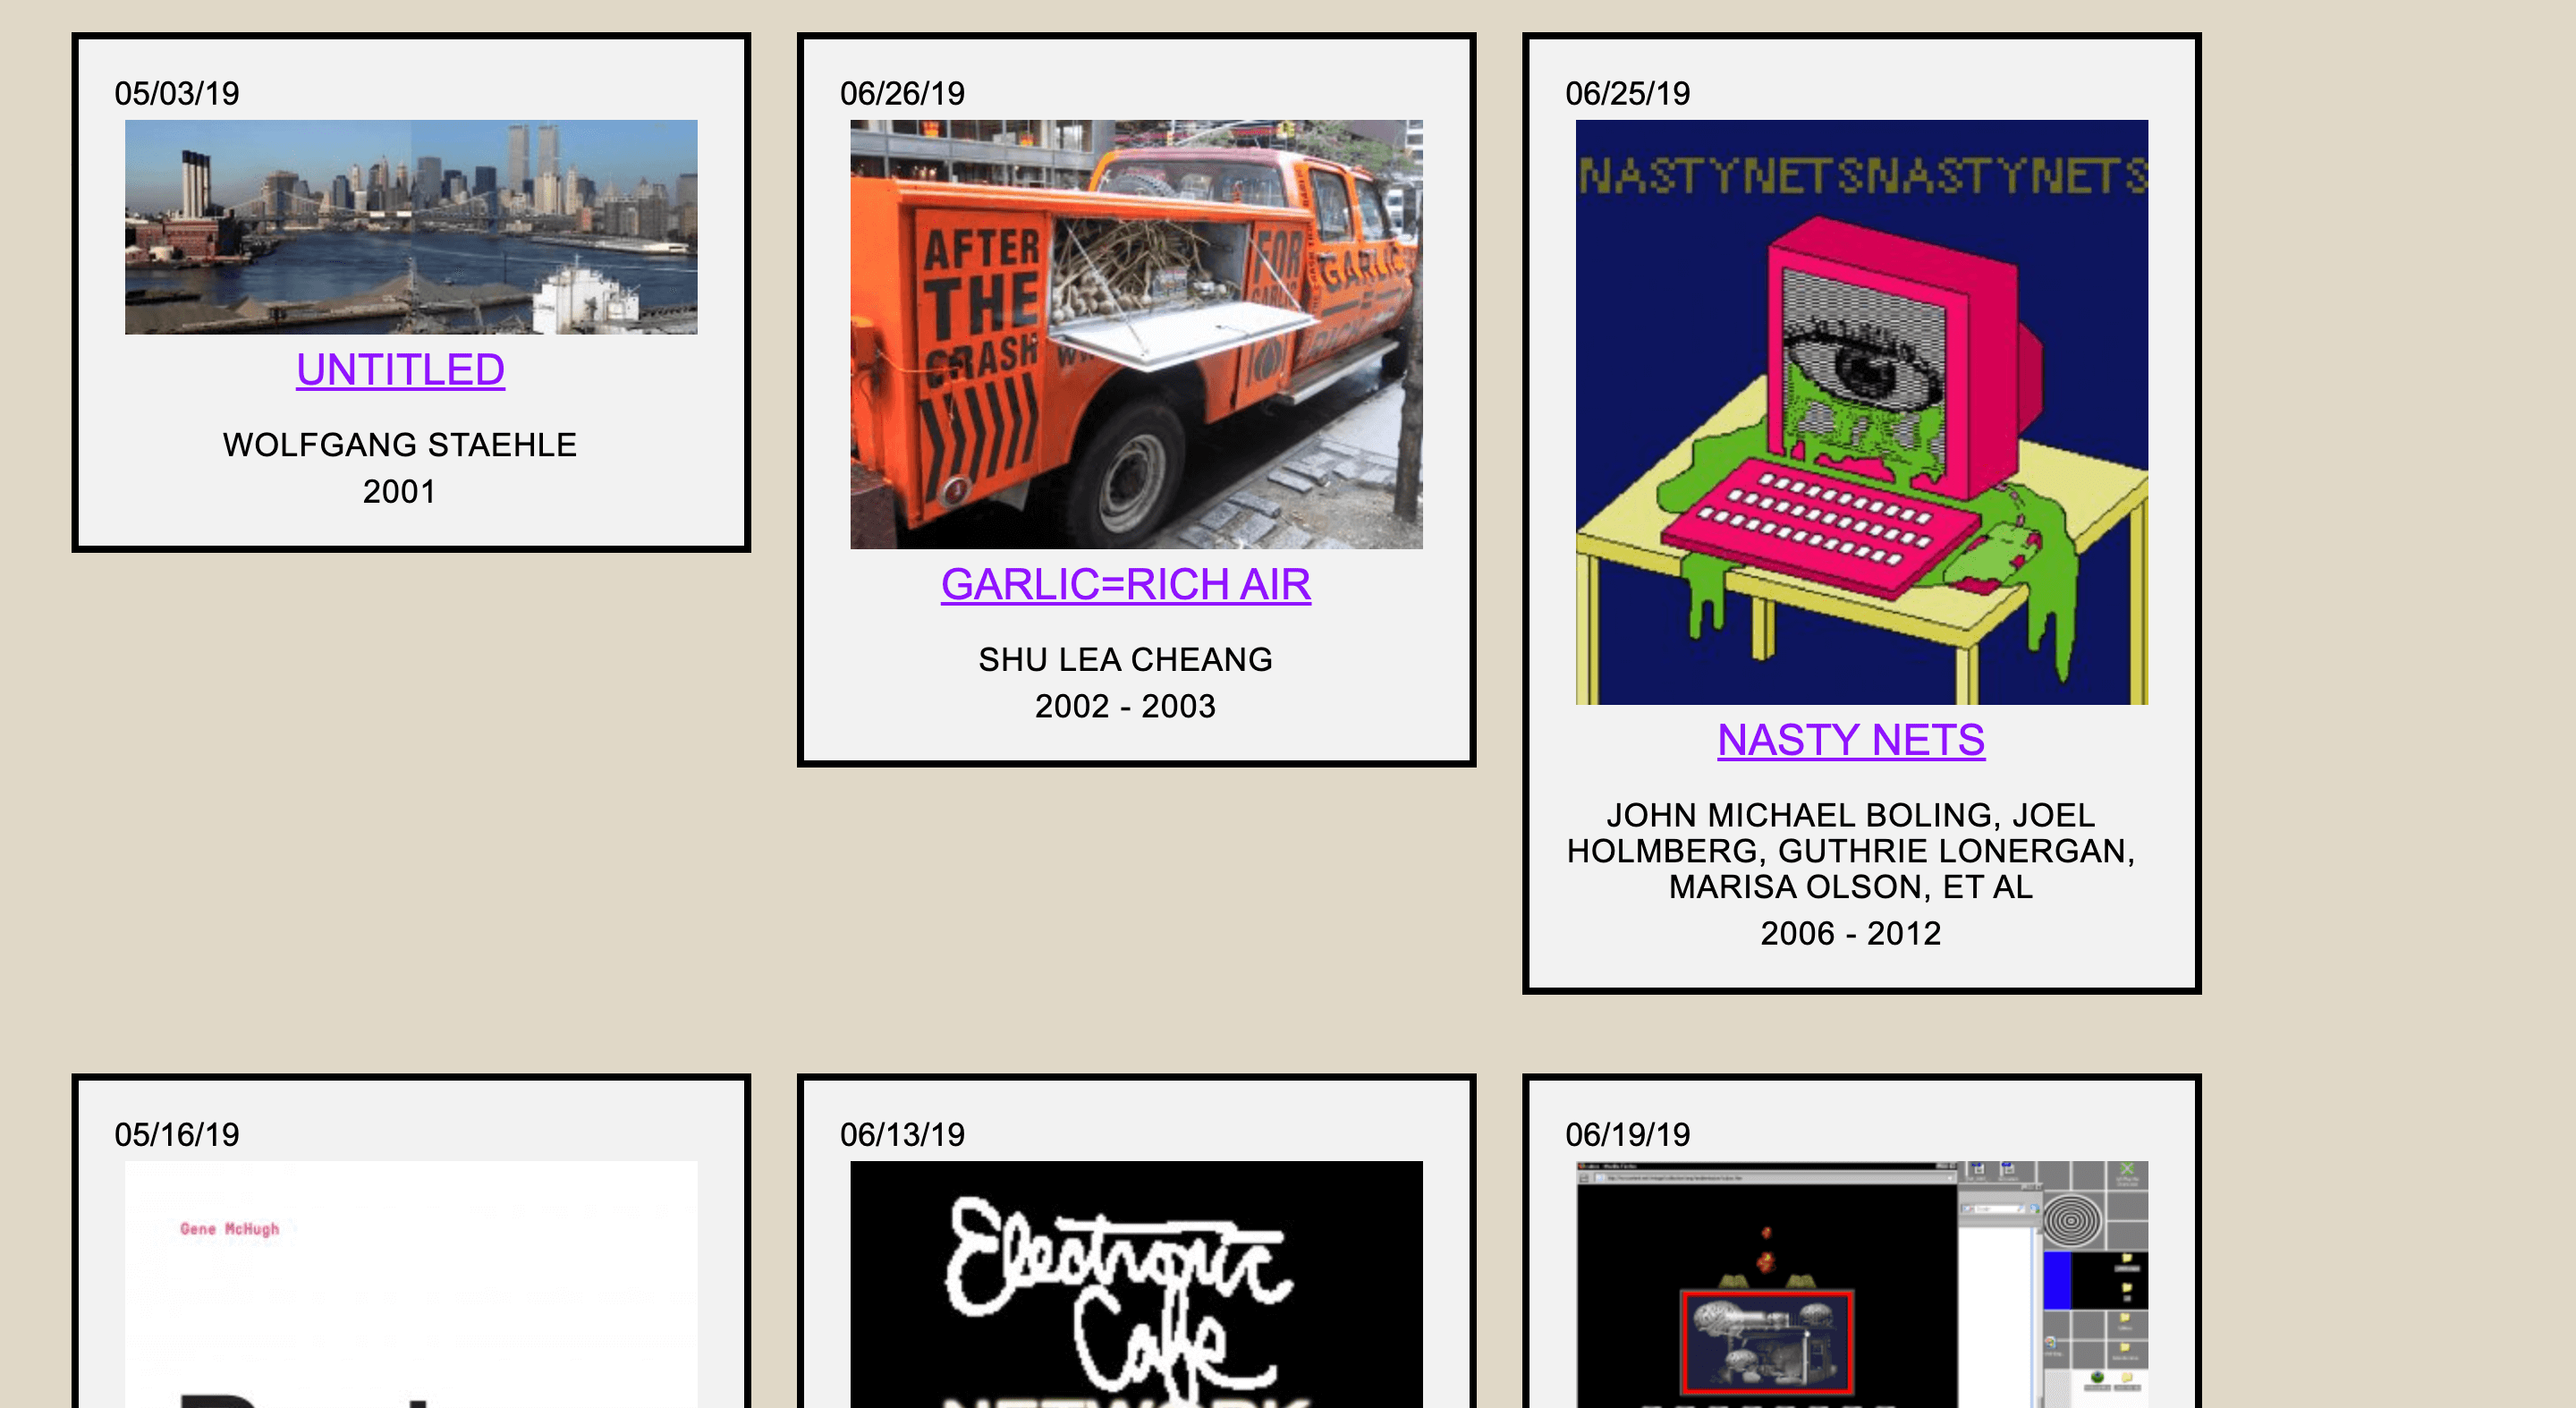 05/03/19
UNTITLED
WOLFGANG STAEHLE
2001
06/26/19
AFTER
THE
CRASH
FOR
GARLIC
GARLIC
=
GARLIC=RICH AIR
SHU LEA CHEANG
2002 - 2003
06/25/19
NASTYNETSNASTYNETS
NASTY NETS
JOHN MICHAEL BOLING, JOEL
HOLMBERG, GUTHRIE LONERGAN,
MARISA OLSON, ET AL
2006 - 2012
05/16/19
Gene McHugh
06/13/19
Electronic
Cafe
NETWORK
06/19/19